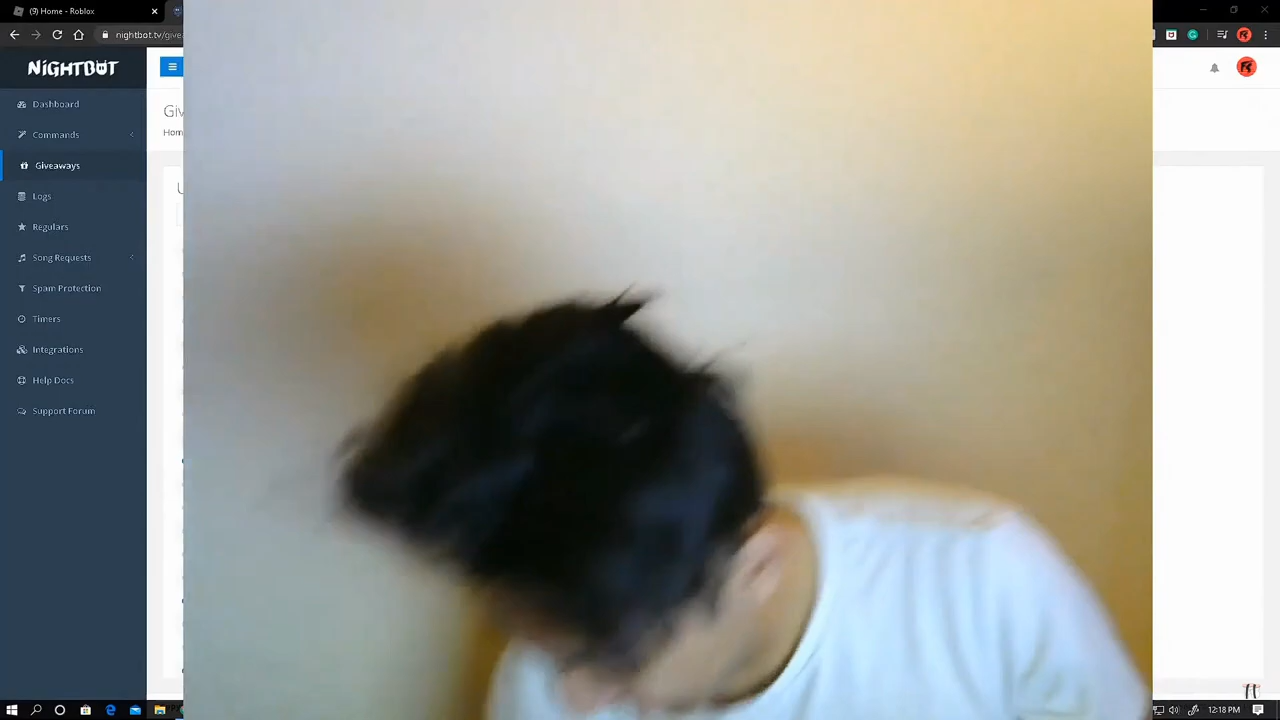 (9) Home - Roblox
nightbot.tv/givea
NIGHTBOT
Dashboard
Commands
Giveaways
Logs
Regulars
Song Requests
Spam Protection
Timers
Integrations
Help Docs
Support Forum
Giv
Hom
U
12:18 PM